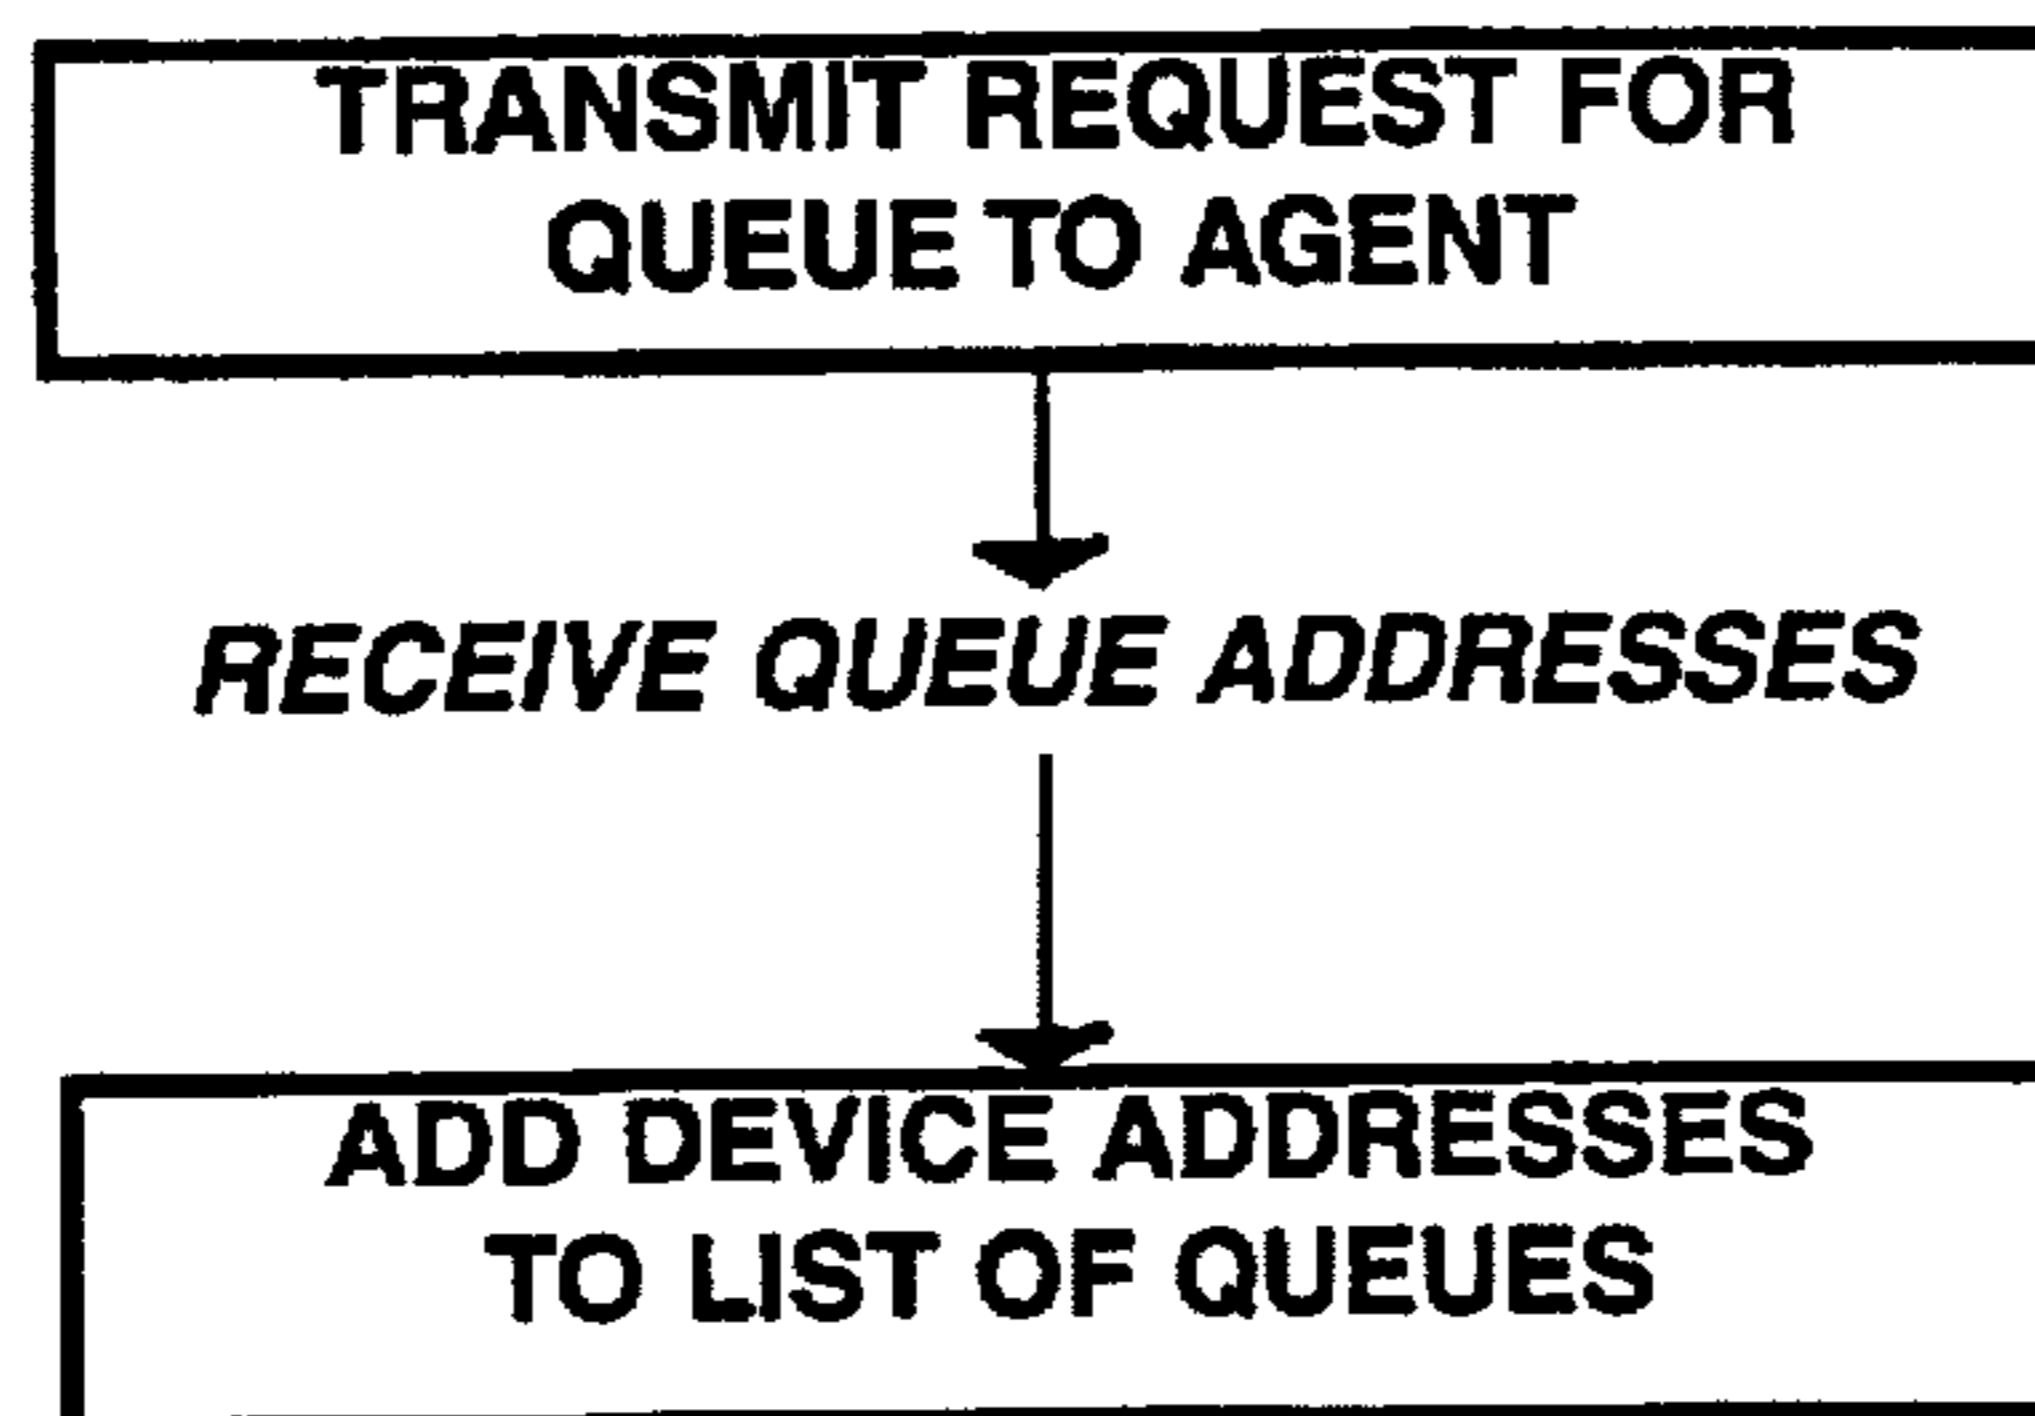 TRANSMIT REQUEST FOR
QUEUE TO AGENT
RECEIVE QUEUE ADDRESSES
ADD DEVICE ADDRESSES
TO LIST OF QUEUES